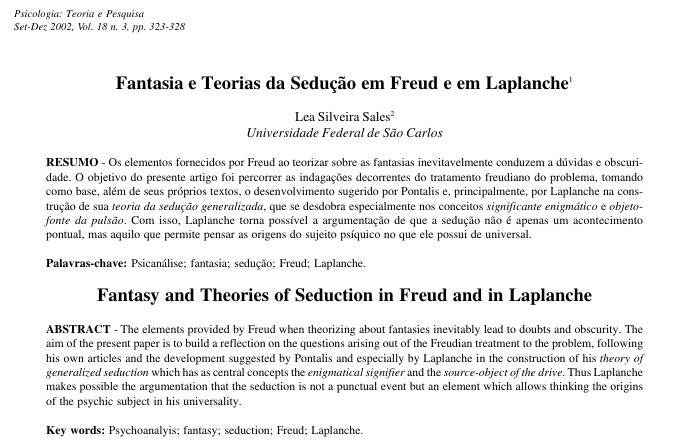 Psicologia: Teoria e Pesquisa
Set-Dez 2002, Vol. 18 n. 3, pp. 323-328
Fantasia e Teorias da Sedução em Freud e em Laplanche1
Lea Silveira Sales2
Universidade Federal de São Carlos
RESUMO - Os elementos fornecidos por Freud ao teorizar sobre as fantasias inevitavelmente conduzem a dúvidas e obscuri-
dade. O objetivo do presente artigo foi percorrer as indagações decorrentes do tratamento freudiano do problema, tomando
como base, além de seus próprios textos, o desenvolvimento sugerido por Pontalis e, principalmente, por Laplanche na cons-
trução de sua teoria da sedução generalizada, que se desdobra especialmente nos conceitos significante enigmático e objeto-
fonte da pulsão. Com isso, Laplanche torna possível a argumentação de que a sedução não é apenas um acontecimento
pontual, mas aquilo que permite pensar as origens do sujeito psíquico no que ele possui de universal.
Palavras-chave: Psicanálise; fantasia; sedução; Freud; Laplanche.
Fantasy and Theories of Seduction in Freud and in Laplanche
ABSTRACT - The elements provided by Freud when theorizing about fantasies inevitably lead to doubts and obscurity. The
aim of the present paper is to build a reflection on the questions arising out of the Freudian treatment to the problem, following
his own articles and the development suggested by Pontalis and especially by Laplanche in the construction of his theory of
generalized seduction which has as central concepts the enigmatical signifier and the source-object of the drive. Thus Laplanche
makes possible the argumentation that the seduction is not a punctual event but an element which allows thinking the origins
of the psychic subject in his universality.
Key words: Psychoanalyis; fantasy; seduction; Freud; Laplanche.